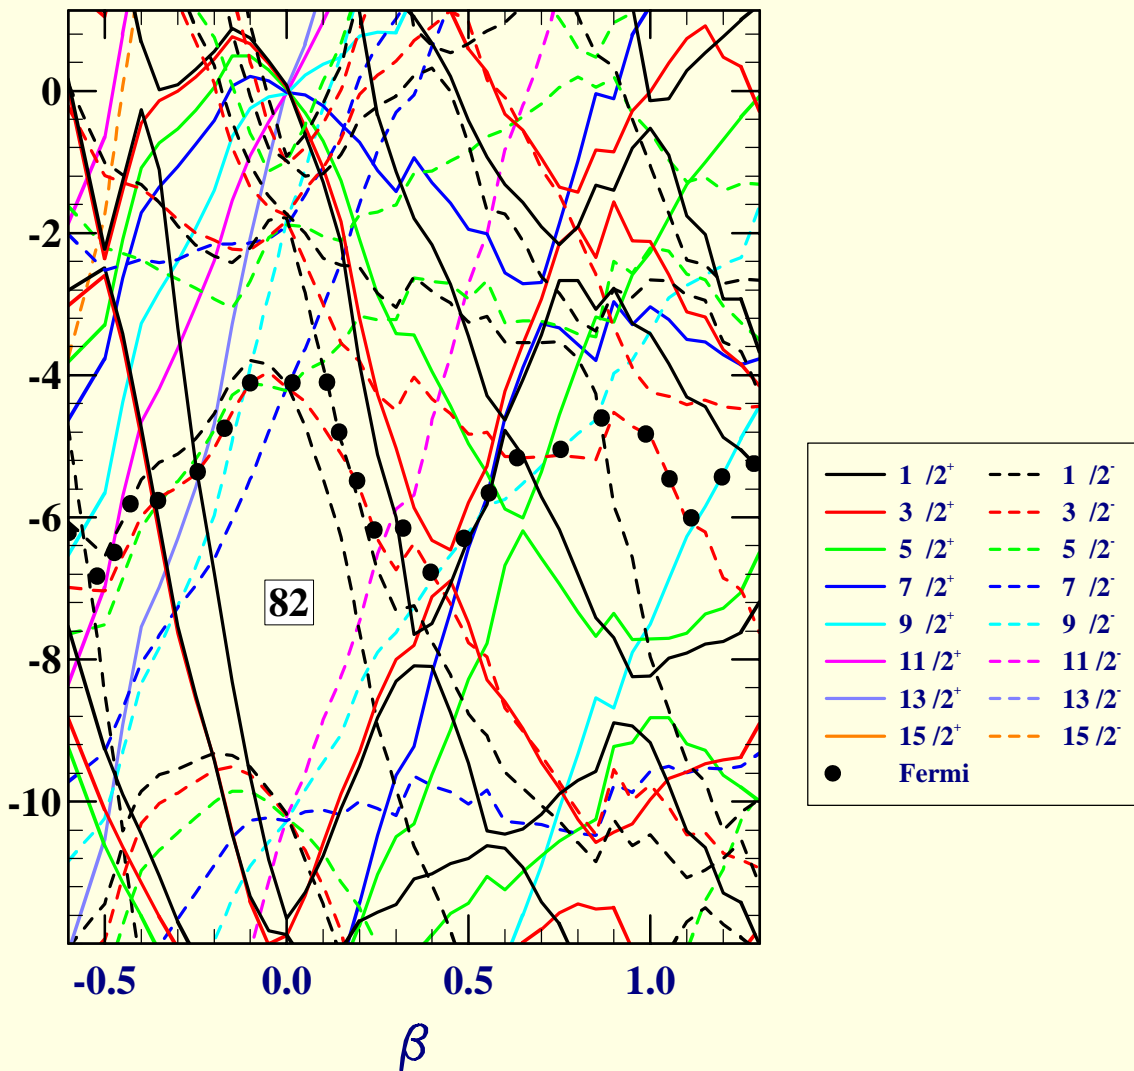 0
-2
-4
-6
-8
-10
82
-0.5 0.0 0.5 1.0
β
1 /2⁺ 1 /2⁻
3 /2⁺ 3 /2⁻
5 /2⁺ 5 /2⁻
7 /2⁺ 7 /2⁻
9 /2⁺ 9 /2⁻
11 /2⁺ 11 /2⁻
13 /2⁺ 13 /2⁻
15 /2⁺ 15 /2⁻
Fermi